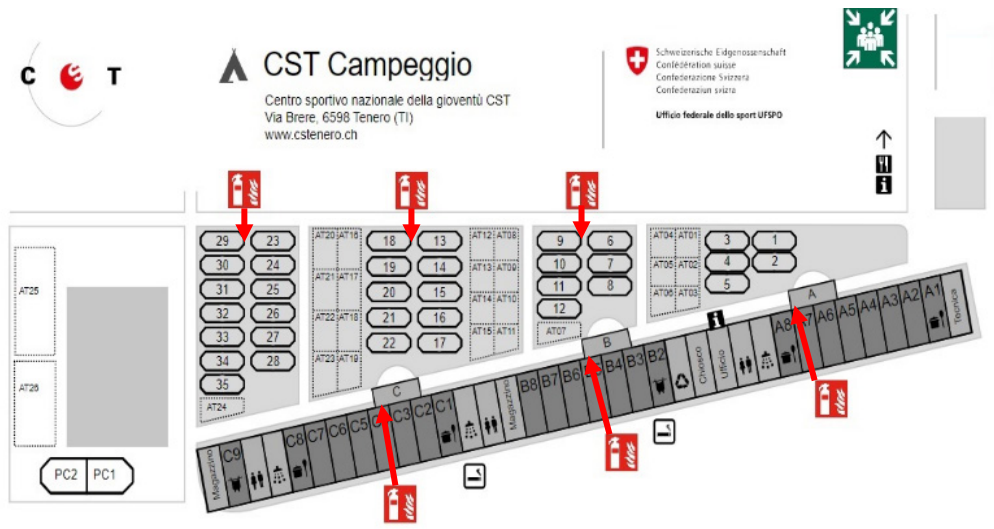 C T
CST Campeggio
Centro sportivo nazionale della gioventù CST
Via Brere, 6598 Tenero (TI)
www.cstenero.ch
Schweizerische Eidgenossenschaft
Confédération suisse
Confederazione Svizzera
Confederaziun svizra
Ufficio federale dello sport UFSPO
29 23
30 24
31 25
32 26
33 27
34 28
35
AT24
AT20 AT16
AT21 AT17
AT22 AT18
AT23 AT19
18 13
19 14
20 15
21 16
22 17
AT12 AT08
AT13 AT09
AT14 AT10
AT15 AT11
9 6
10 7
11 8
12
AT07
AT04 AT01
AT05 AT02
AT06 AT03
3 1
4 2
5
AT25
AT26
PC2 PC1
A
B
C
Magazzino C9 C8 C7 C6 C5 C3 C2 C1 Magazzino B8 B7 B6 B5 B4 B3 B2 Chiosco Ufficio A8 A7 A6 A5 A4 A3 A2 A1 Tecnica